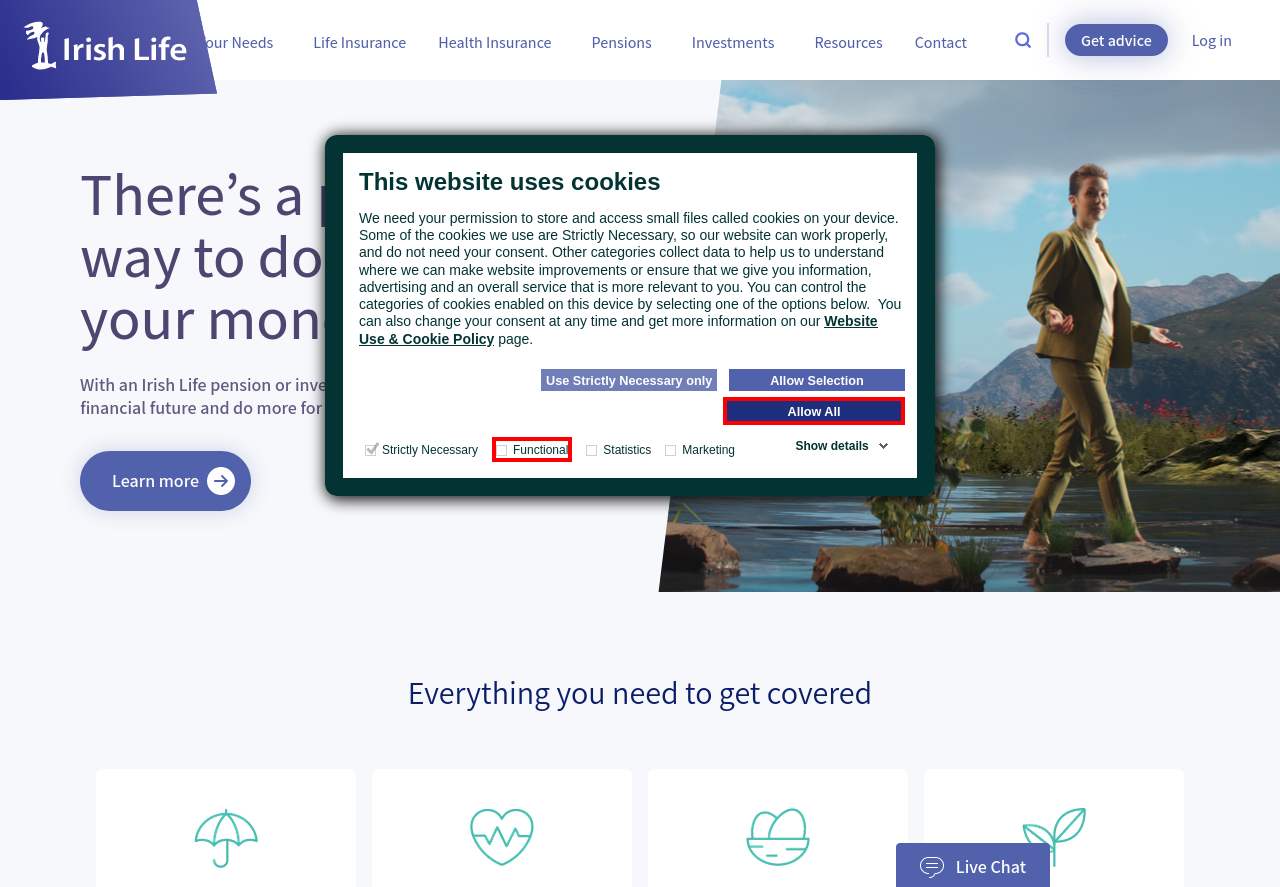 Irish Life
our Needs
Life Insurance
Health Insurance
Pensions
Investments
Resources
Contact
Get advice
Log in
There’s a
way to do
your
With an Irish Life pension or
financial future and do more for
Learn more
This website uses cookies
We need your permission to store and access small files called cookies on your device.
Some of the cookies we use are Strictly Necessary, so our website can work properly,
and do not need your consent. Other categories collect data to help us to understand
where we can make website improvements or ensure that we give you information,
advertising and an overall service that is more relevant to you. You can control the
categories of cookies enabled on this device by selecting one of the options below. You
can also change your consent at any time and get more information on our Website
Use & Cookie Policy page.
Use Strictly Necessary only
Allow Selection
Allow All
Strictly Necessary
Functional
Statistics
Marketing
Show details
Everything you need to get covered
Live Chat